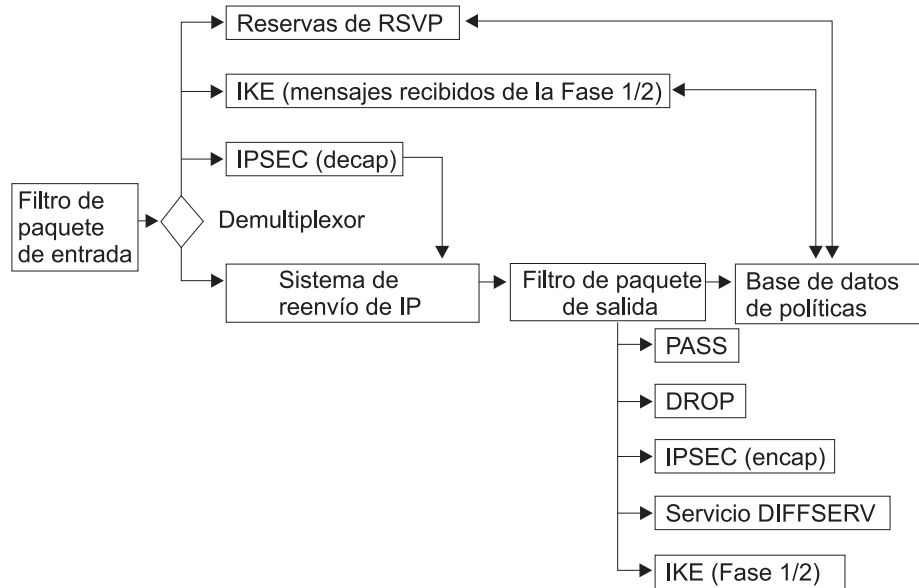 Reservas de RSVP
IKE (mensajes recibidos de la Fase 1/2)
IPSEC (decap)
Filtro de
paquete
de entrada
Demultiplexor
Sistema de
reenvío de IP
Filtro de paquete
de salida
Base de datos
de políticas
PASS
DROP
IPSEC (encap)
Servicio DIFFSERV
IKE (Fase 1/2)